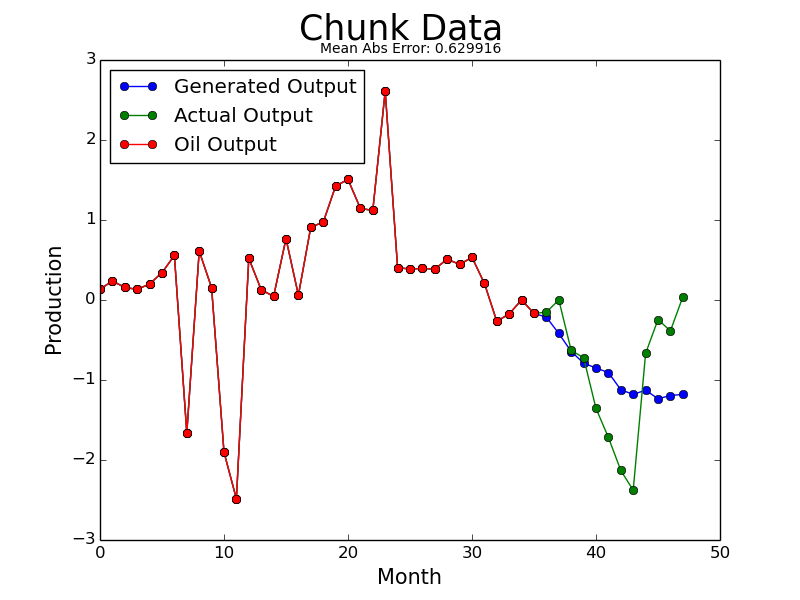 Chunk Data
Mean Abs Error: 0.629916
Generated Output
Actual Output
Oil Output
Production
3
2
1
0
−1
−2
−3
0 10 20 30 40 50
Month